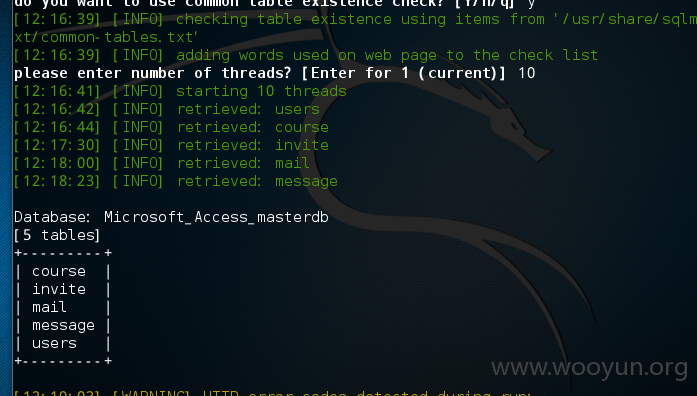 do you want to use common table existence check? [Y/n/q] y
[12:16:39] [INFO] checking table existence using items from '/usr/share/sqlm
xt/common-tables.txt'
[12:16:39] [INFO] adding words used on web page to the check list
please enter number of threads? [Enter for 1 (current)] 10
[12:16:41] [INFO] starting 10 threads
[12:16:42] [INFO] retrieved: users
[12:16:44] [INFO] retrieved: course
[12:17:30] [INFO] retrieved: invite
[12:18:00] [INFO] retrieved: mail
[12:18:23] [INFO] retrieved: message
Database: Microsoft_Access_masterdb
[5 tables]
+---------+
| course  |
| invite  |
| mail    |
| message |
| users   |
+---------+
www.wooyun.org
[12:19:03] [WARNING] HTTP error codes detected during run: